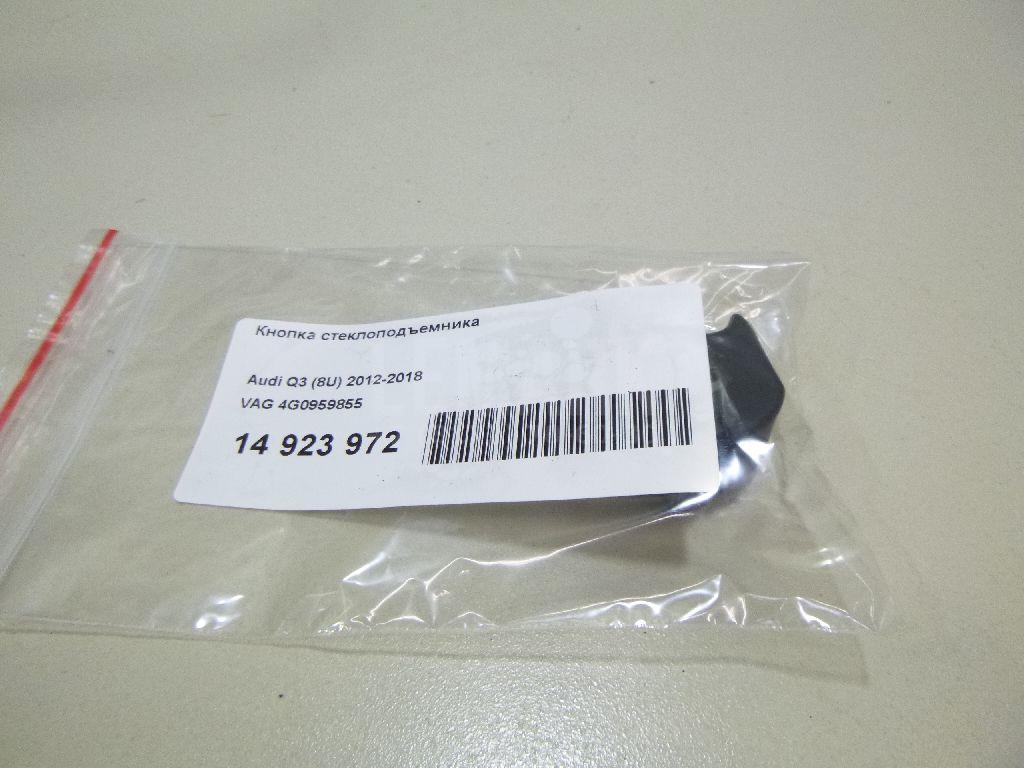 Кнопка стеклоподъемника
Audi Q3 (8U) 2012-2018
VAG 4G0959855
14 923 972